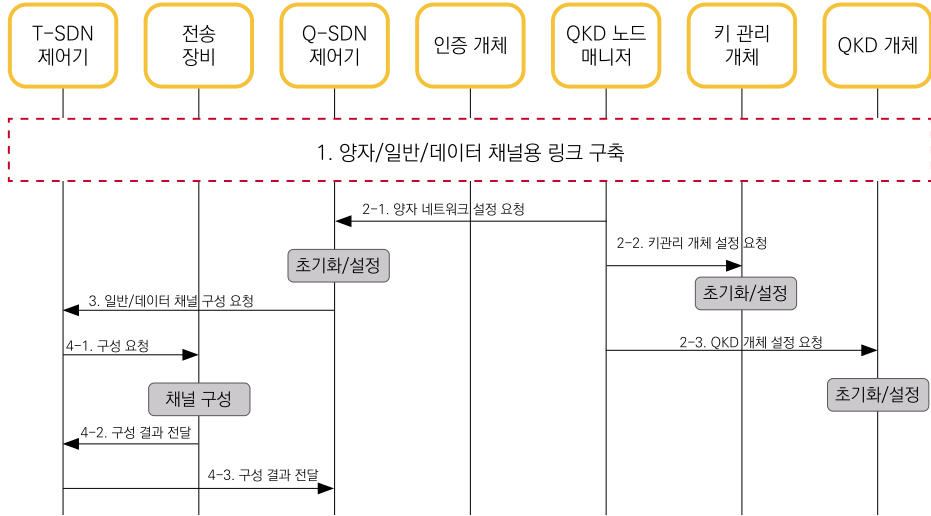 T-SDN
제어기
전송
장비
Q-SDN
제어기
인증 개체
QKD 노드
매니저
키 관리
개체
QKD 개체
1. 양자/일반/데이터 채널용 링크 구축
2-1. 양자 네트워크 설정 요청
2-2. 키관리 개체 설정 요청
초기화/설정
초기화/설정
3. 일반/데이터 채널 구성 요청
4-1. 구성 요청
2-3. QKD 개체 설정 요청
채널 구성
초기화/설정
4-2. 구성 결과 전달
4-3. 구성 결과 전달